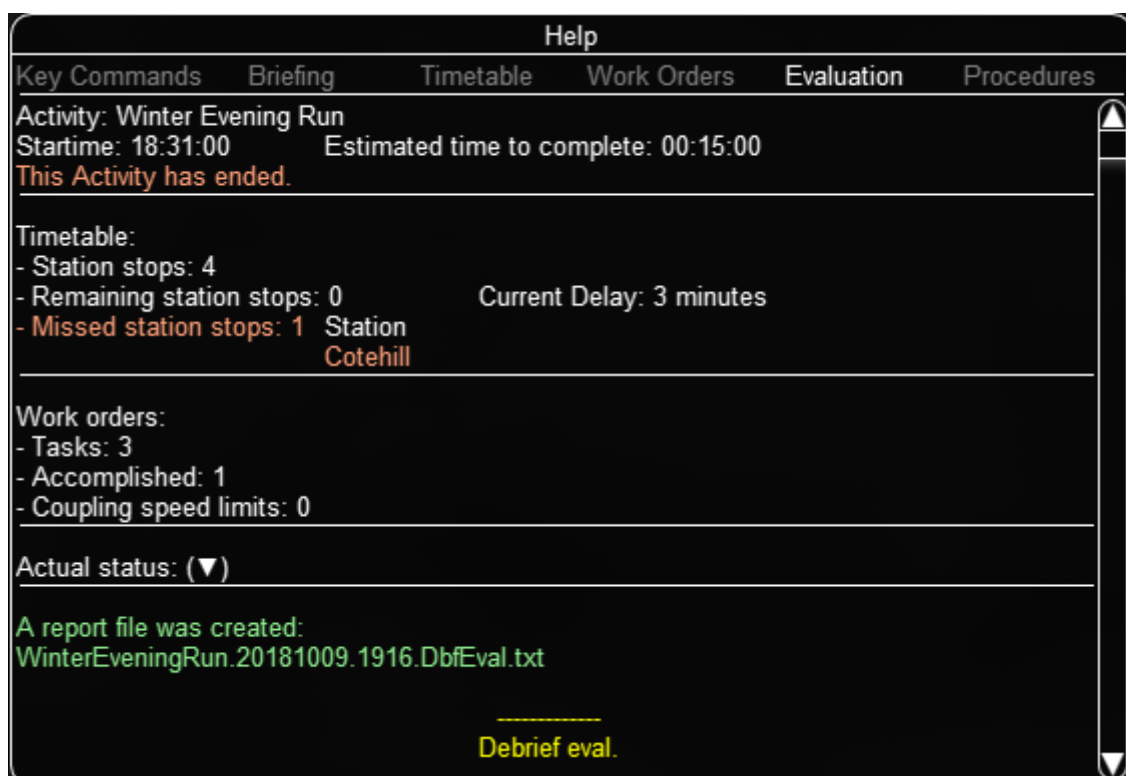 Help
Key Commands Briefing Timetable Work Orders Evaluation Procedures
Activity: Winter Evening Run
Startime: 18:31:00 Estimated time to complete: 00:15:00
This Activity has ended.
Timetable:
- Station stops: 4
- Remaining station stops: 0 Current Delay: 3 minutes
- Missed station stops: 1 Station
Cotehill
Work orders:
- Tasks: 3
- Accomplished: 1
- Coupling speed limits: 0
Actual status: (▼)
A report file was created:
WinterEveningRun.20181009.1916.DbfEval.txt
-------------
Debrief eval.